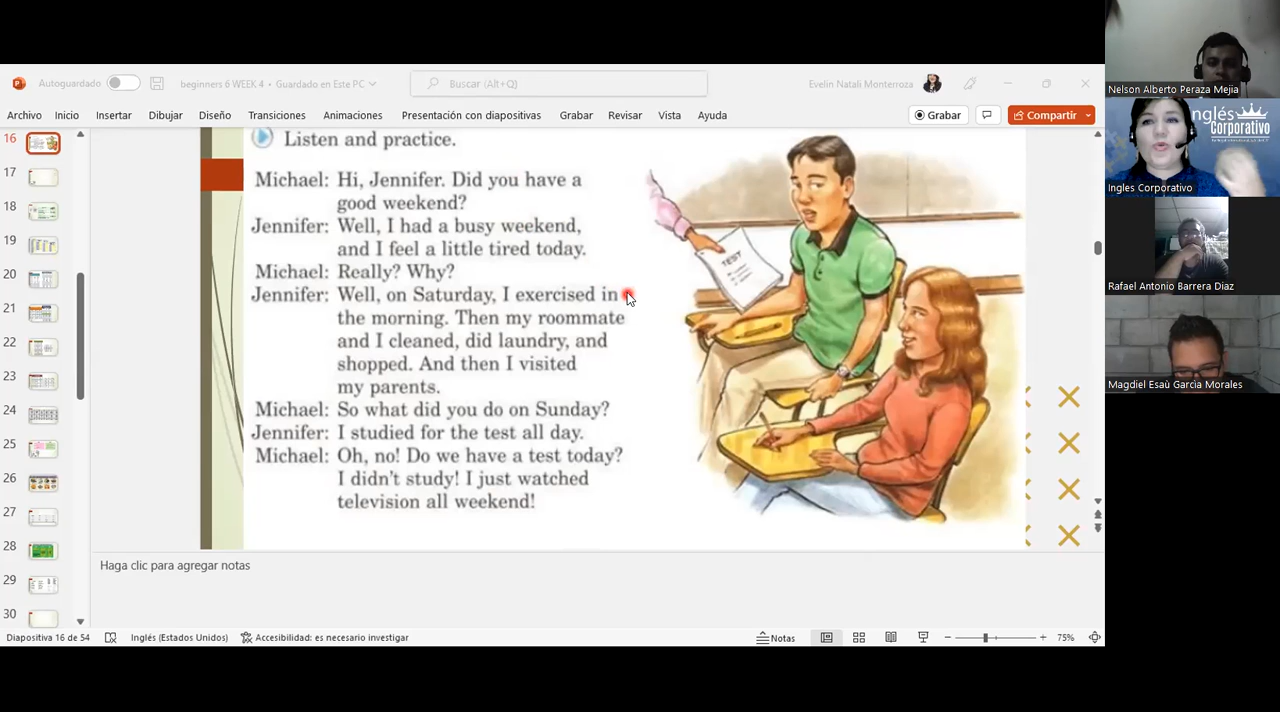 Autoguardado
beginners 6 WEEK 4 • Guardado en Este PC
Buscar (Alt+Q)
Evelin Natali Monterroza
Archivo Inicio Insertar Dibujar Diseño Transiciones Animaciones Presentación con diapositivas Grabar Revisar Vista Ayuda
Grabar
Compartir
16
17
18
19
20
21
22
23
24
25
26
27
28
29
30
Listen and practice.
Michael: Hi, Jennifer. Did you have a
good weekend?
Jennifer: Well, I had a busy weekend,
and I feel a little tired today.
Michael: Really? Why?
Jennifer: Well, on Saturday, I exercised in
the morning. Then my roommate
and I cleaned, did laundry, and
shopped. And then I visited
my parents.
Michael: So what did you do on Sunday?
Jennifer: I studied for the test all day.
Michael: Oh, no! Do we have a test today?
I didn't study! I just watched
television all weekend!
TEST
Haga clic para agregar notas
Diapositiva 16 de 54
Inglés (Estados Unidos)
Accesibilidad: es necesario investigar
Notas
75%
Nelson Alberto Peraza Mejia
Inglés
Corporativo
Ingles Corporativo
Rafael Antonio Barrera Diaz
Magdiel Esaù Garcia Morales